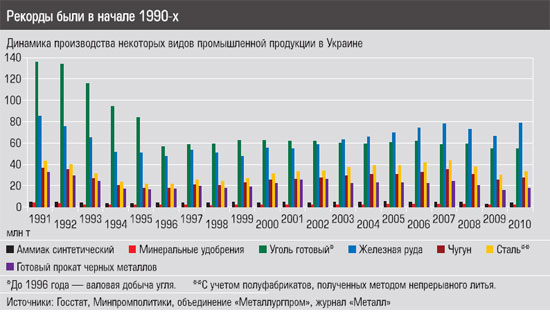 Рекорды были в начале 1990-х
Динамика производства некоторых видов промышленной продукции в Украине
140
120
100
80
60
40
20
0
млн т
1991 1992 1993 1994 1995 1996 1997 1998 1999 2000 2001 2002 2003 2004 2005 2006 2007 2008 2009 2010
Аммиак синтетический Минеральные удобрения Уголь готовый* Железная руда Чугун Сталь**
Готовый прокат черных металлов
*До 1996 года — валовая добыча угля. **С учетом полуфабрикатов, полученных методом непрерывного литья.
Источники: Госстат, Минпромполитики, объединение «Металлургпром», журнал «Металл»